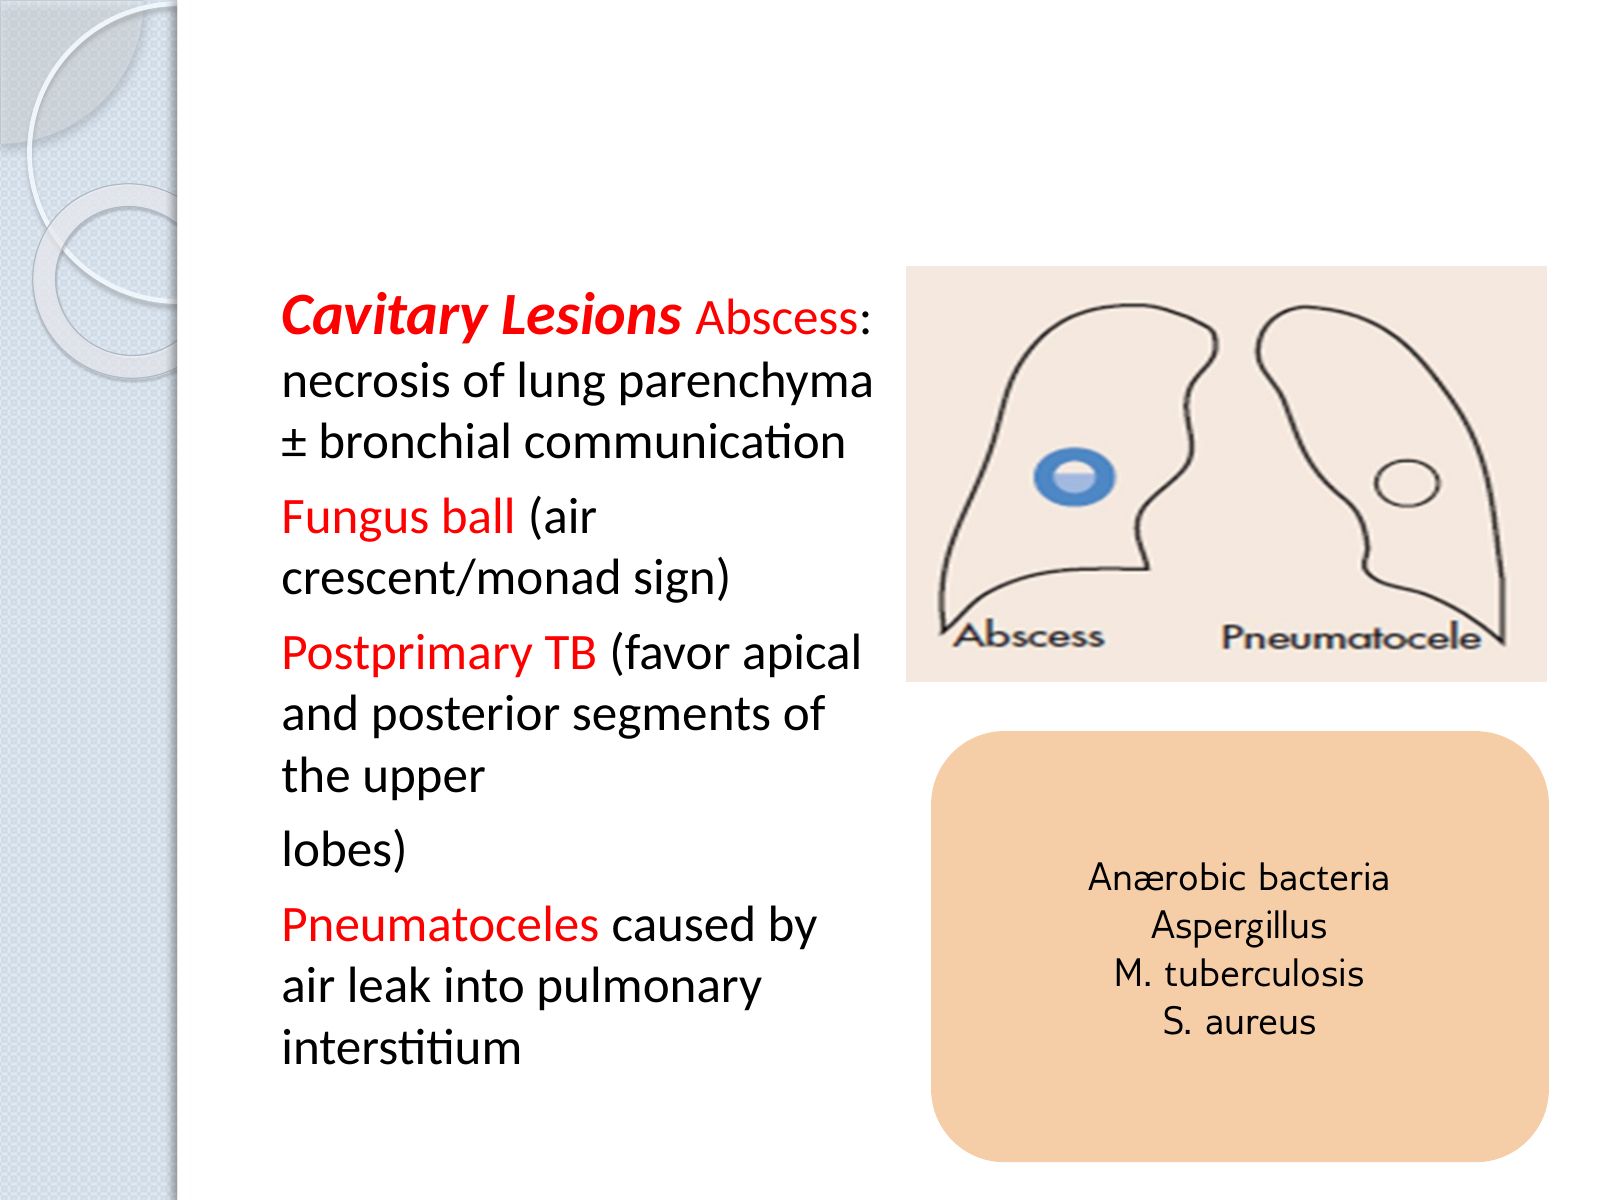 Cavitary Lesions Abscess:
necrosis of lung parenchyma
± bronchial communication
Fungus ball (air
crescent/monad sign)
Postprimary TB (favor apical
and posterior segments of
the upper
lobes)
Pneumatoceles caused by
air leak into pulmonary
interstitium
Abscess
Pneumatocele
Anærobic bacteria
Aspergillus
M. tuberculosis
S. aureus